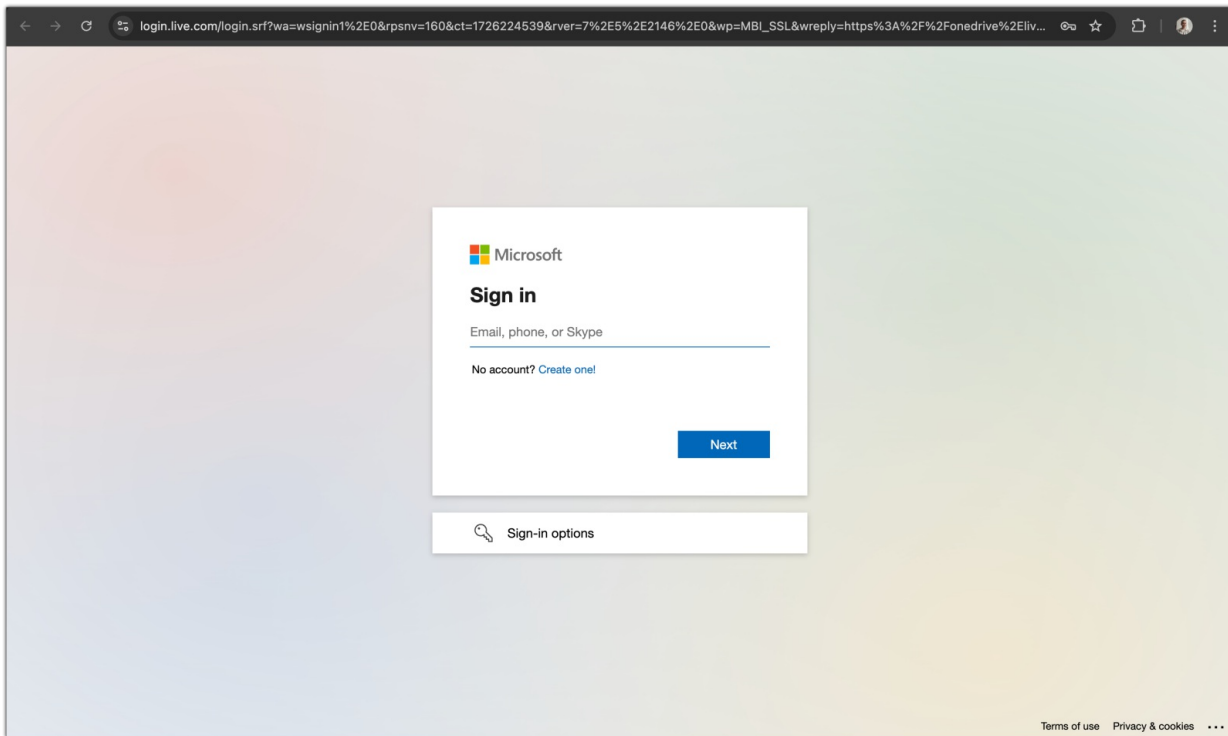 login.live.com/login.srf?wa=wsignin1%2E0&rpsnv=160&ct=1726224539&rver=7%2E5%2E2146%2E0&wp=MBI_SSL&wreply=https%3A%2F%2Fonedrive%2Eliv...
Microsoft
Sign in
Email, phone, or Skype
No account? Create one!
Next
Sign-in options
Terms of use Privacy & cookies ...